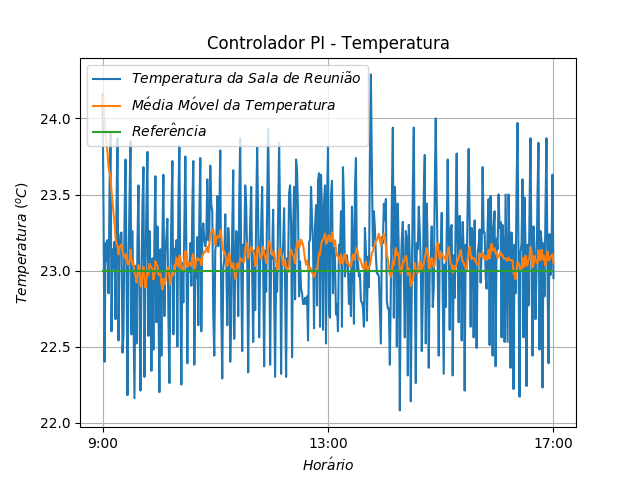 Controlador PI - Temperatura
Temperatura da Sala de Reunião
Média Móvel da Temperatura
Referência
Temperatura (ºC)
24.0
23.5
23.0
22.5
22.0
9:00 13:00 17:00
Horário